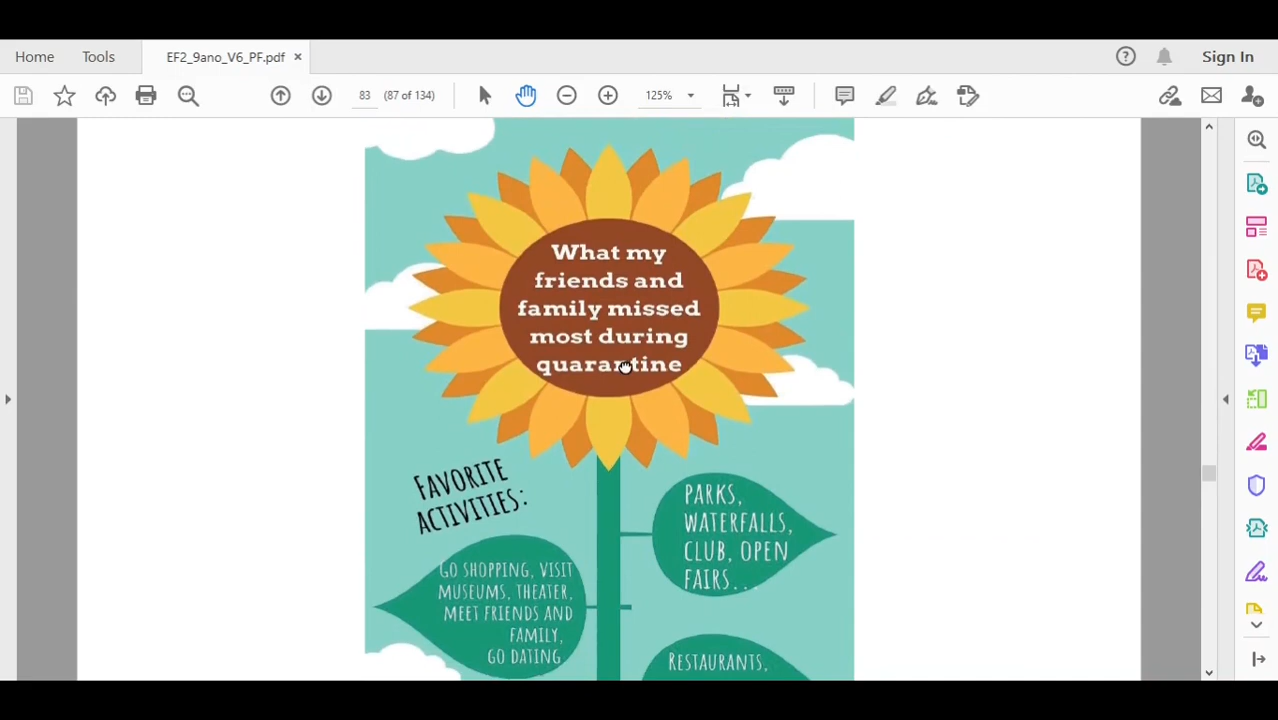 Home
Tools
EF2_9ano_V6_PF.pdf
Sign In
83
(87 of 134)
125%
What my
friends and
family missed
most during
quarantine
FAVORITE
ACTIVITIES:
PARKS,
WATERFALLS,
CLUB, OPEN
FAIRS...
GO SHOPPING, VISIT
MUSEUMS, THEATER,
MEET FRIENDS AND
FAMILY,
GO DATING.
RESTAURANTS,